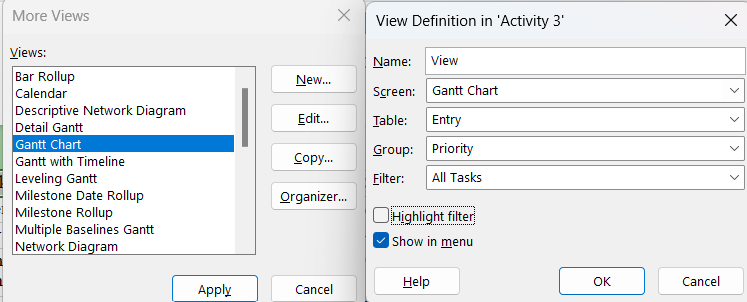 More Views
Views:
Bar Rollup
Calendar
Descriptive Network Diagram
Detail Gantt
Gantt Chart
Gantt with Timeline
Leveling Gantt
Milestone Date Rollup
Milestone Rollup
Multiple Baselines Gantt
Network Diagram
New...
Edit...
Copy...
Organizer...
Apply
Cancel
View Definition in 'Activity 3'
Name: View
Screen: Gantt Chart
Table: Entry
Group: Priority
Filter: All Tasks
Highlight filter
Show in menu
Help
OK
Cancel